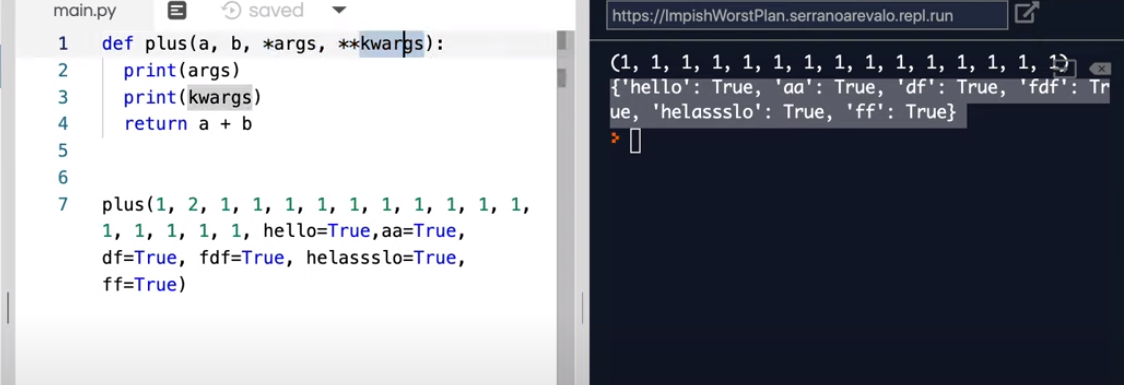 main.py saved
1 def plus(a, b, *args, **kwargs):
2 print(args)
3 print(kwargs)
4 return a + b
5
6
7 plus(1, 2, 1, 1, 1, 1, 1, 1, 1, 1, 1, 1,
1, 1, 1, 1, 1, hello=True,aa=True,
df=True, fdf=True, helassslo=True,
ff=True)
https://ImpishWorstPlan.serranoarevalo.repl.run
(1, 1, 1, 1, 1, 1, 1, 1, 1, 1, 1, 1, 1, 1, 1)
{'hello': True, 'aa': True, 'df': True, 'fdf': Tr
ue, 'helassslo': True, 'ff': True}